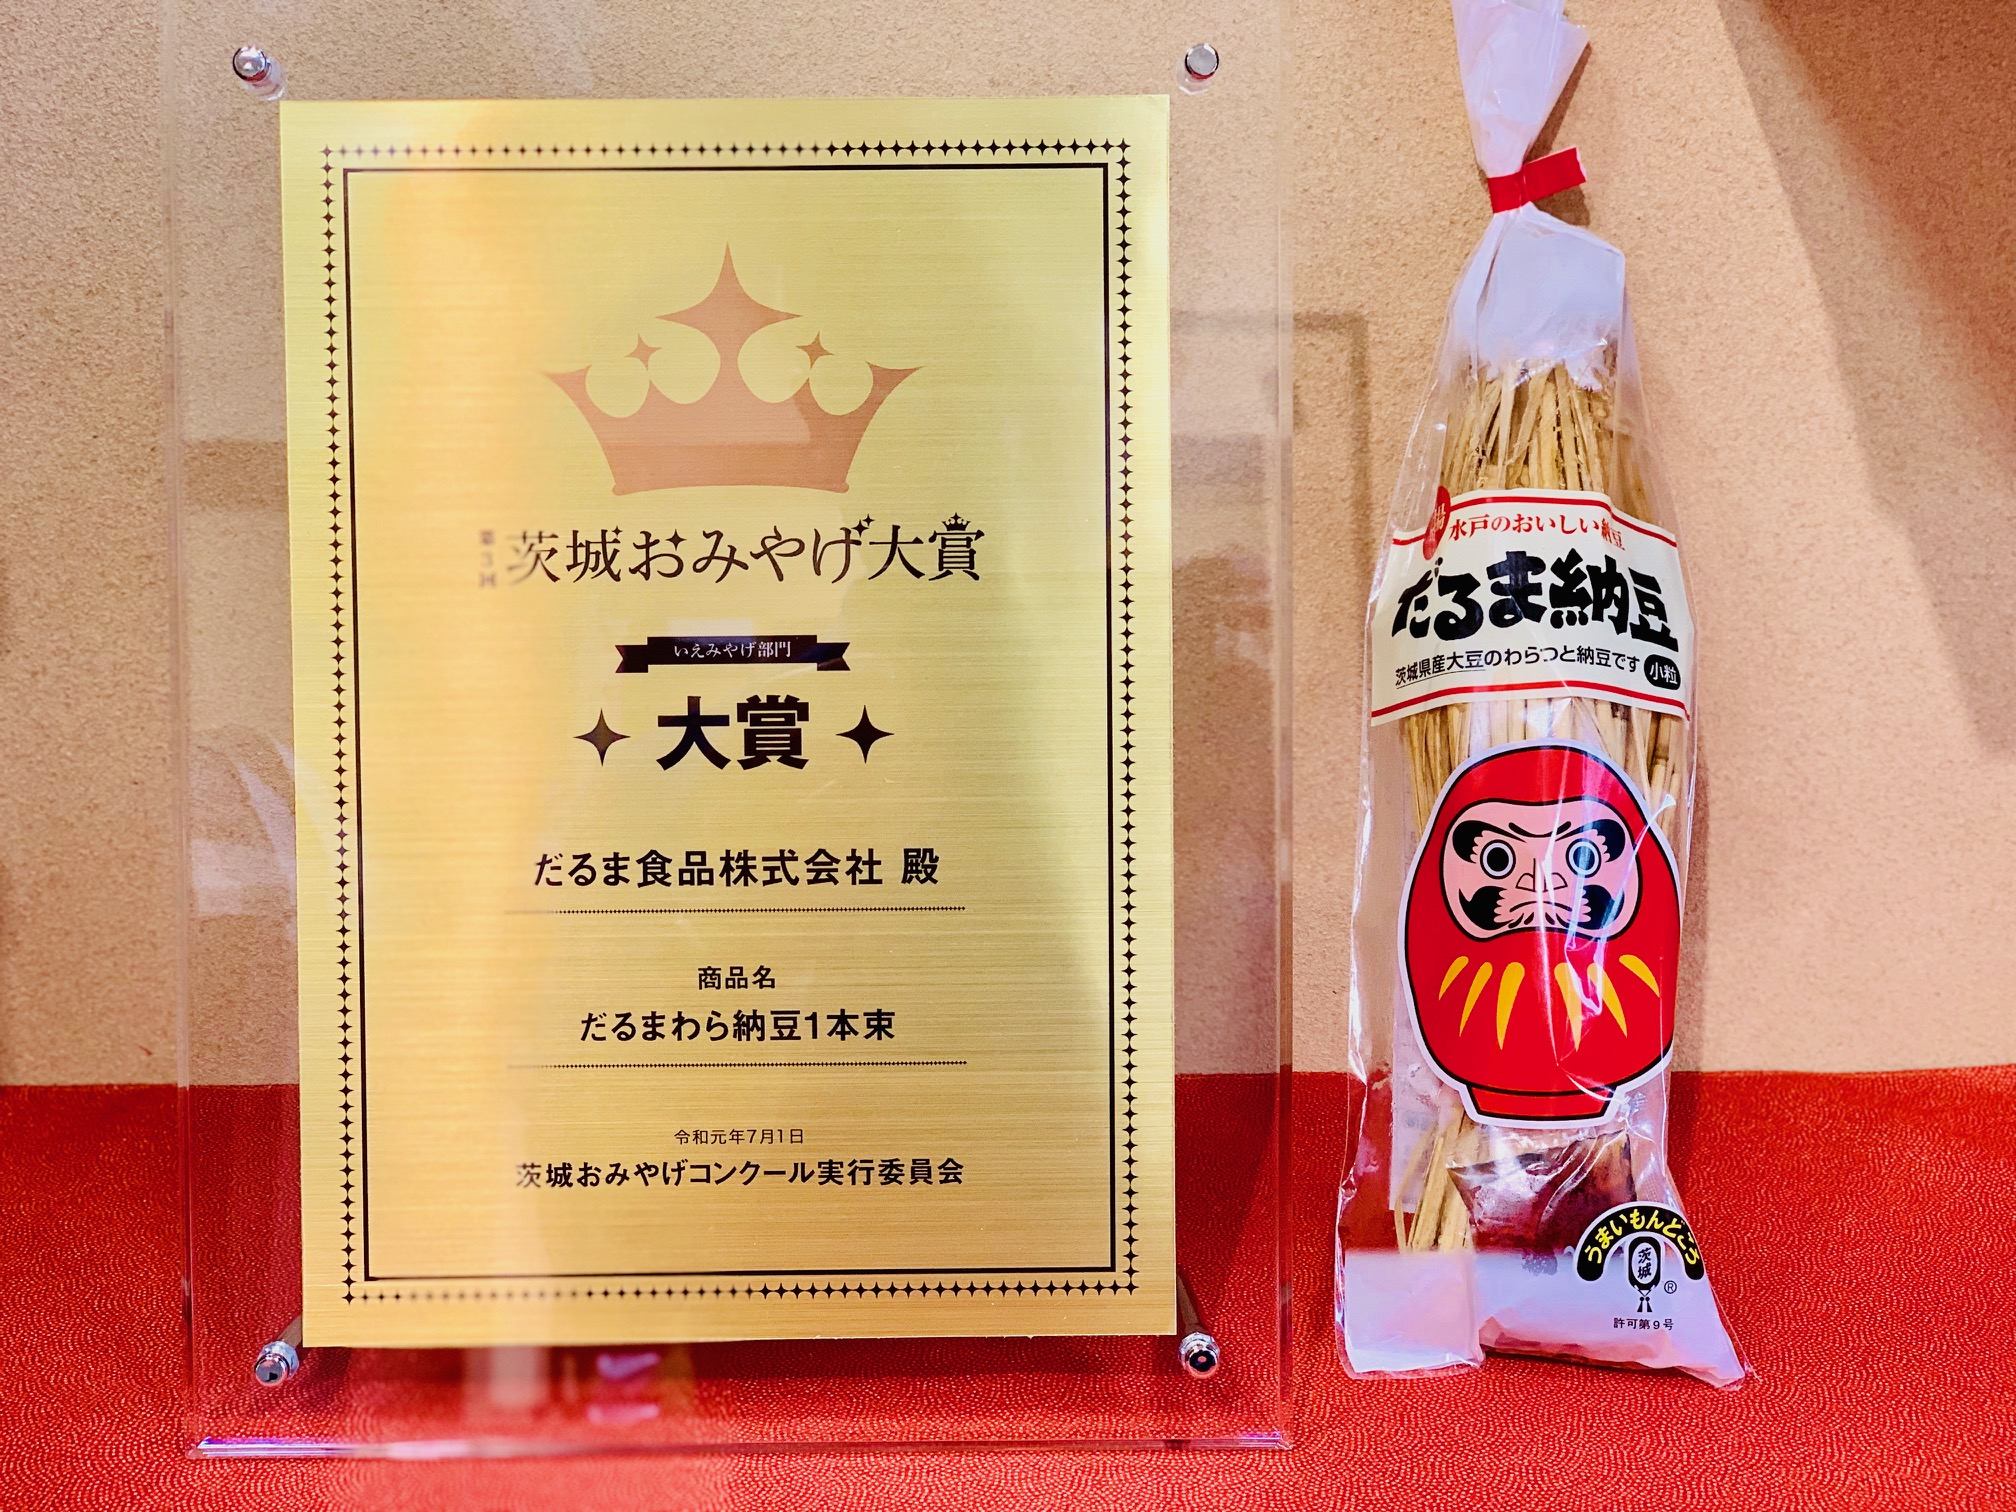 第3回
茨城おみやげ大賞
いえみやげ部門
大賞
だるま食品株式会社 殿
商品名
だるまわら納豆1本束
令和元年7月1日
茨城おみやげコンクール実行委員会
水戸のおいしい納豆
だるま納豆
茨城県産大豆のわらつと納豆です 小粒
うまいもんどころ
茨城
®
許可第9号